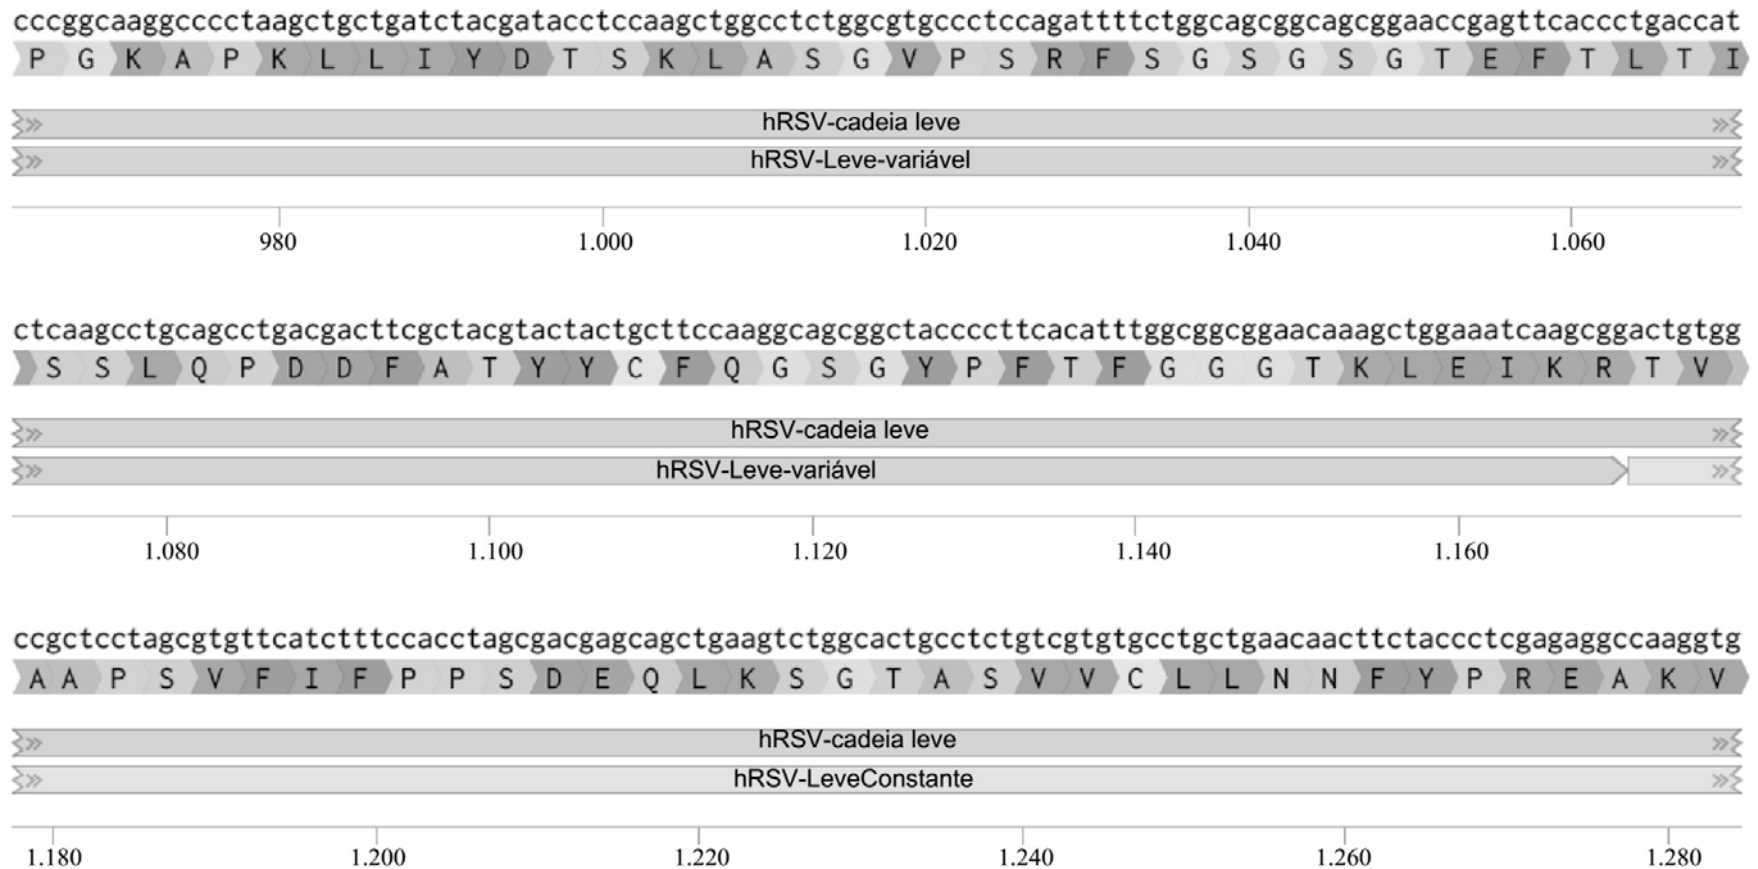 cccggcaaggcccctaagctgctgatctacgatacctccaagctggcctctggcgtgccctccagattttctggcagcggcagcggaaccgagttcaccctgaccat
P G K A P K L L I Y D T S K L A S G V P S R F S G S G S G T E F T L T I
hRSV-cadeia leve
hRSV-Leve-variável
980 1.000 1.020 1.040 1.060
ctcaagcctgcagcctgacgacttcgctacgtactactgcttccaaggcagcggctaccccttcacatttggcggcggaacaaagctggaaatcaagcggactgtgg
S S L Q P D D F A T Y Y C F Q G S G Y P F T F G G G T K L E I K R T V
hRSV-cadeia leve
hRSV-Leve-variável
1.080 1.100 1.120 1.140 1.160
ccgctcctagcgtgttcatctttccacctagcgacgagcagctgaagtctggcactgcctctgtcgtgtgcctgctgaacaacttctaccctcgagaggccaaggtg
A A P S V F I F P P S D E Q L K S G T A S V V C L L N N F Y P R E A K V
hRSV-cadeia leve
hRSV-LeveConstante
1.180 1.200 1.220 1.240 1.260 1.280